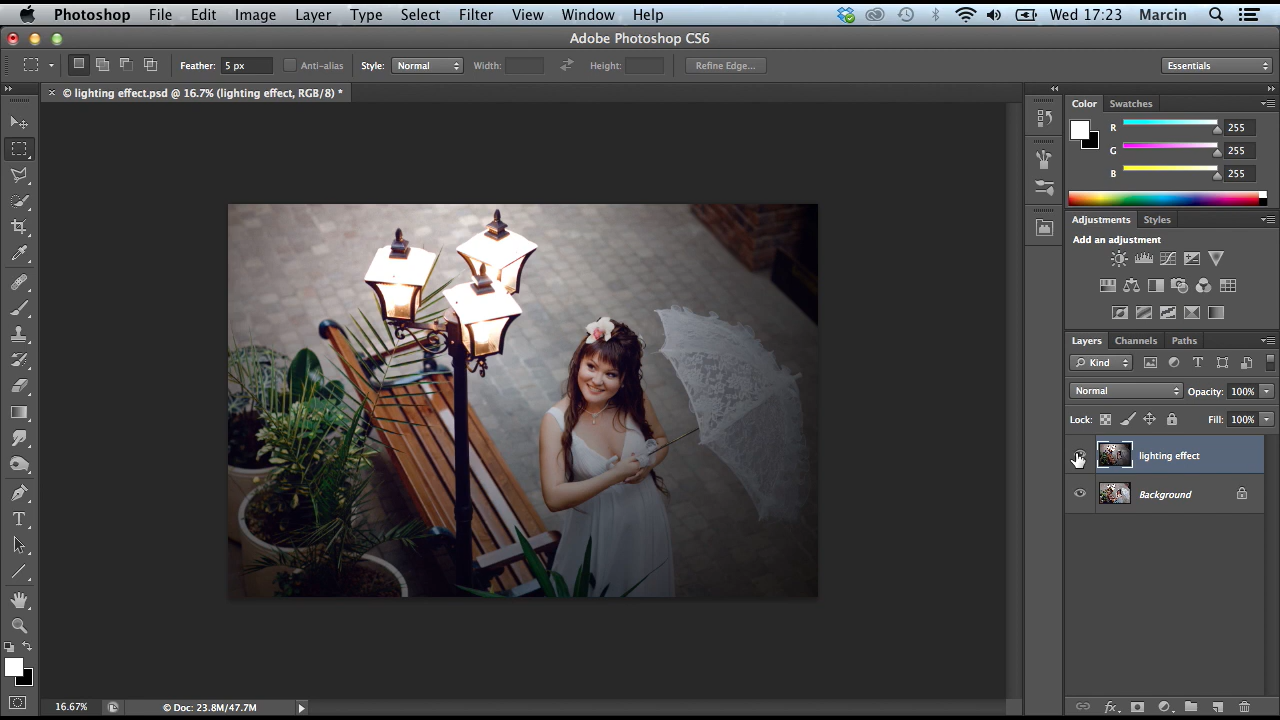 Photoshop File Edit Image Layer Type Select Filter View Window Help Wed 17:23 Marcin
Adobe Photoshop CS6
Feather: 5 px Anti-alias Style: Normal Width: Height: Refine Edge... Essentials
× © lighting effect.psd @ 16.7% (lighting effect, RGB/8) *
Color Swatches
R 255
G 255
B 255
Adjustments Styles
Add an adjustment
Layers Channels Paths
Kind
Normal Opacity: 100%
Lock: Fill: 100%
lighting effect
Background
16.67% © Doc: 23.8M/47.7M